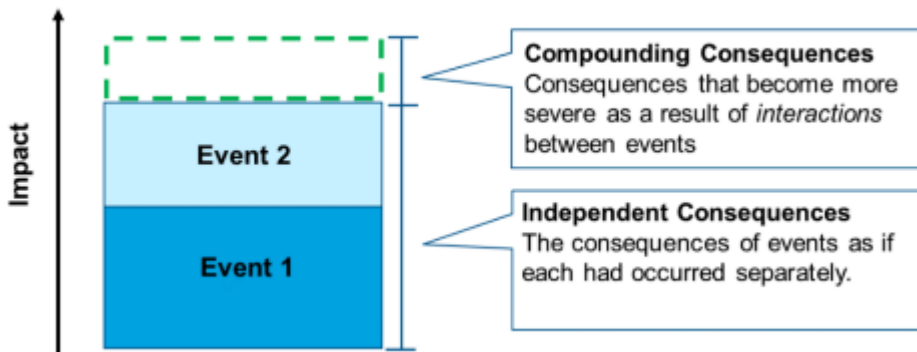 Impact
Event 2
Event 1
Compounding Consequences
Consequences that become more
severe as a result of interactions
between events
Independent Consequences
The consequences of events as if
each had occurred separately.